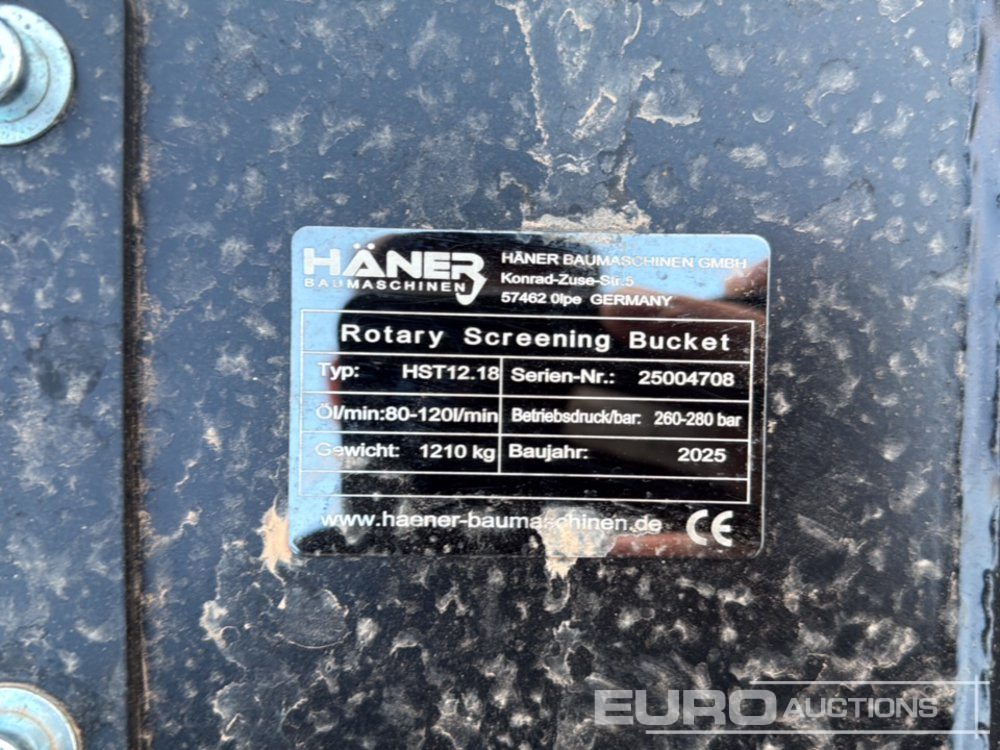 HÄNER
BAUMASCHINEN
HÄNER BAUMASCHINEN GMBH
Konrad-Zuse-Str.5
57462 Olpe GERMANY
Rotary Screening Bucket
Typ: HST12.18 Serien-Nr.: 25004708
Öl/min:80-120l/min Betriebsdruck/bar: 260-280 bar
Gewicht: 1210 kg Baujahr: 2025
www.haener-baumaschinen.de CE
EURO AUCTIONS